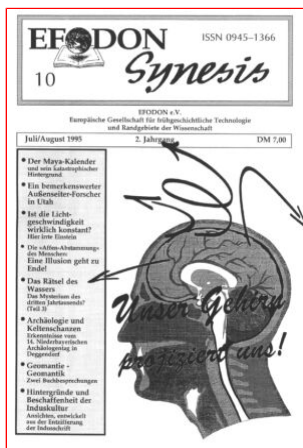 EFODON
ISSN 0945-1366
10
Synesis
EFODON e.V.
Europäische Gesellschaft für frühgeschichtliche Technologie
und Randgebiete der Wissenschaft
Juli/August 1995
2. Jahrgang
DM 7,00
• Der Maya-Kalender
und sein katastrophischer
Hintergrund
• Ein bemerkenswerter
Außenseiter-Forscher
in Utah
• Ist die Licht-
geschwindigkeit
wirklich konstant?
Hier irrte Einstein
• Die «Affen-Abstammung»
des Menschen:
Eine Illusion geht zu
Ende!
• Das Rätsel des
Wassers
Das Mysterium des
dritten Jahrtausends?
(Teil 3)
• Archäologie und
Keltenschanzen
Erkenntnisse vom
14. Niederbayerischen
Archäologentag in
Deggendorf
• Geomantie -
Geomantik
Zwei Buchbesprechungen
• Hintergründe und
Beschaffenheit der
Induskultur
Ansichten, entwickelt
aus der Entzifferung
der Indusschrift
Unser Gehirn
uns!